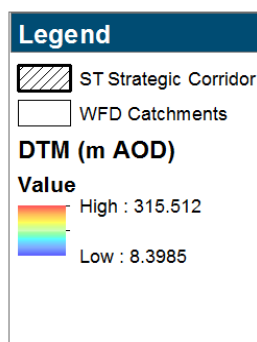 Legend
ST Strategic Corridor
WFD Catchments
DTM (m AOD)
Value
High : 315.512
Low : 8.3985